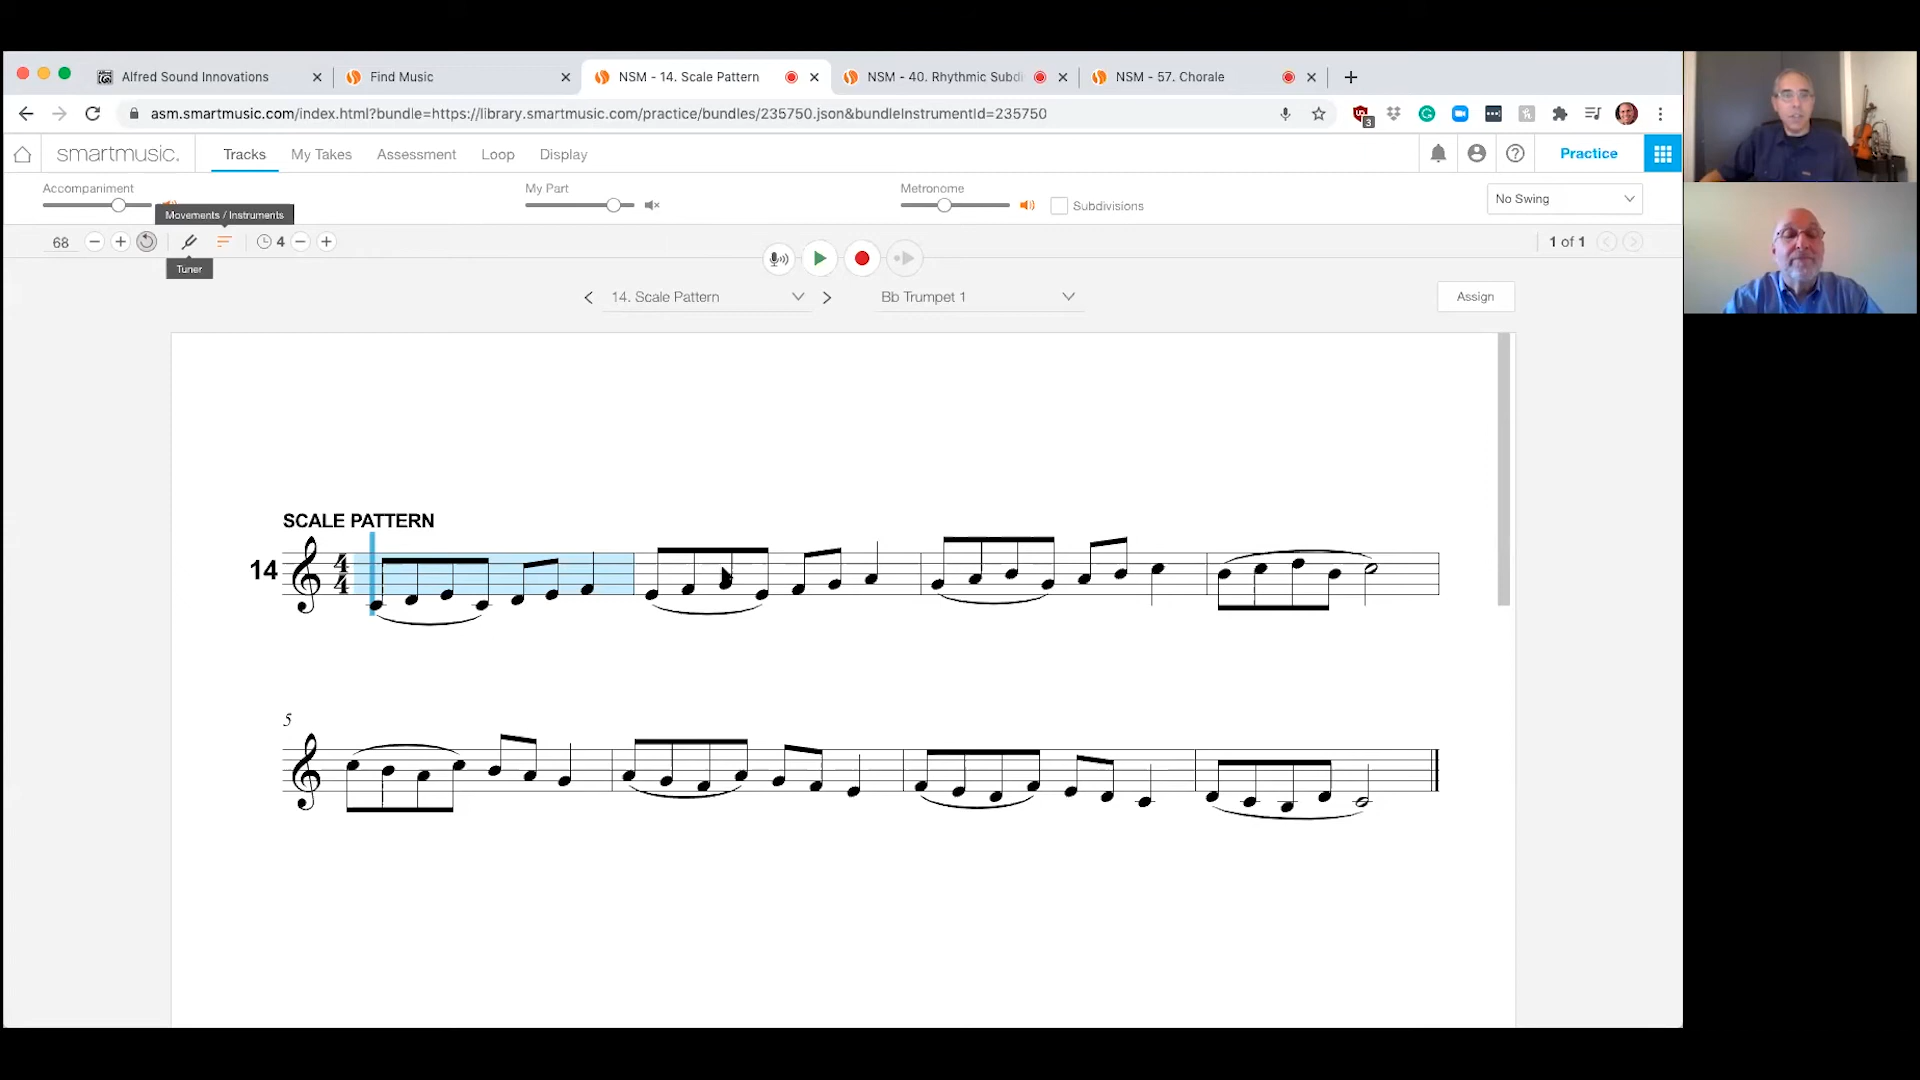 Alfred Sound Innovations
Find Music
NSM - 14. Scale Pattern
NSM - 40. Rhythmic Subdi
NSM - 57. Chorale
asm.smartmusic.com/index.html?bundle=https://library.smartmusic.com/practice/bundles/235750.json&bundleInstrumentId=235750
3
smartmusic.
Tracks
My Takes
Assessment
Loop
Display
Practice
Accompaniment
My Part
Metronome
Subdivisions
No Swing
Movements / Instruments
68
4
1 of 1
Tuner
14. Scale Pattern
Bb Trumpet 1
Assign
SCALE PATTERN
14
4
4
5